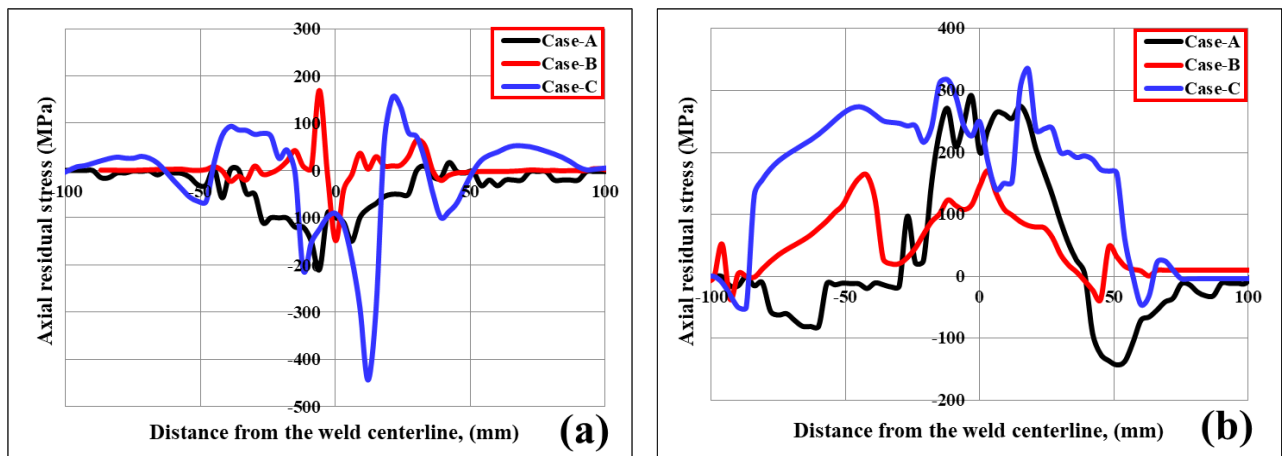 300
200
100
0
-100
-200
-300
-400
-500
-100
-50
0
50
100
Case-A
Case-B
Case-C
Axial residual stress (MPa)
Distance from the weld centerline, (mm)
(a)
400
300
200
100
0
-100
-200
-100
-50
0
50
100
Case-A
Case-B
Case-C
Axial residual stress (MPa)
Distance from the weld centerline, (mm)
(b)